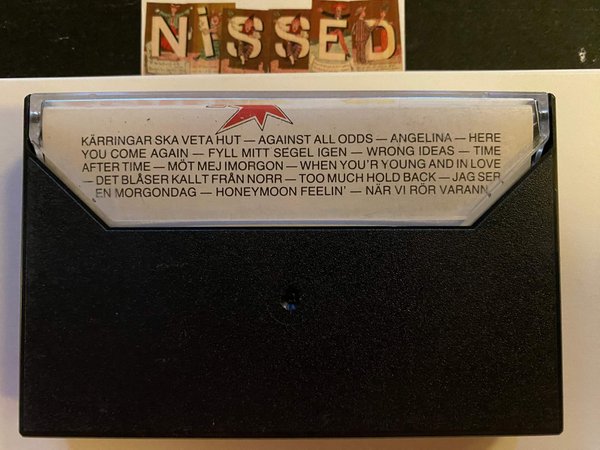 NiSSED
KÄRRINGAR SKA VETA HUT — AGAINST ALL ODDS — ANGELINA — HERE
YOU COME AGAIN — FYLL MITT SEGEL IGEN — WRONG IDEAS — TIME
AFTER TIME — MÖT MEJ IMORGON — WHEN YOU'R YOUNG AND IN LOVE
— DET BLÅSER KALLT FRÅN NORR — TOO MUCH HOLD BACK — JAG SER
EN MORGONDAG — HONEYMOON FEELIN' — NÄR VI RÖR VARANN